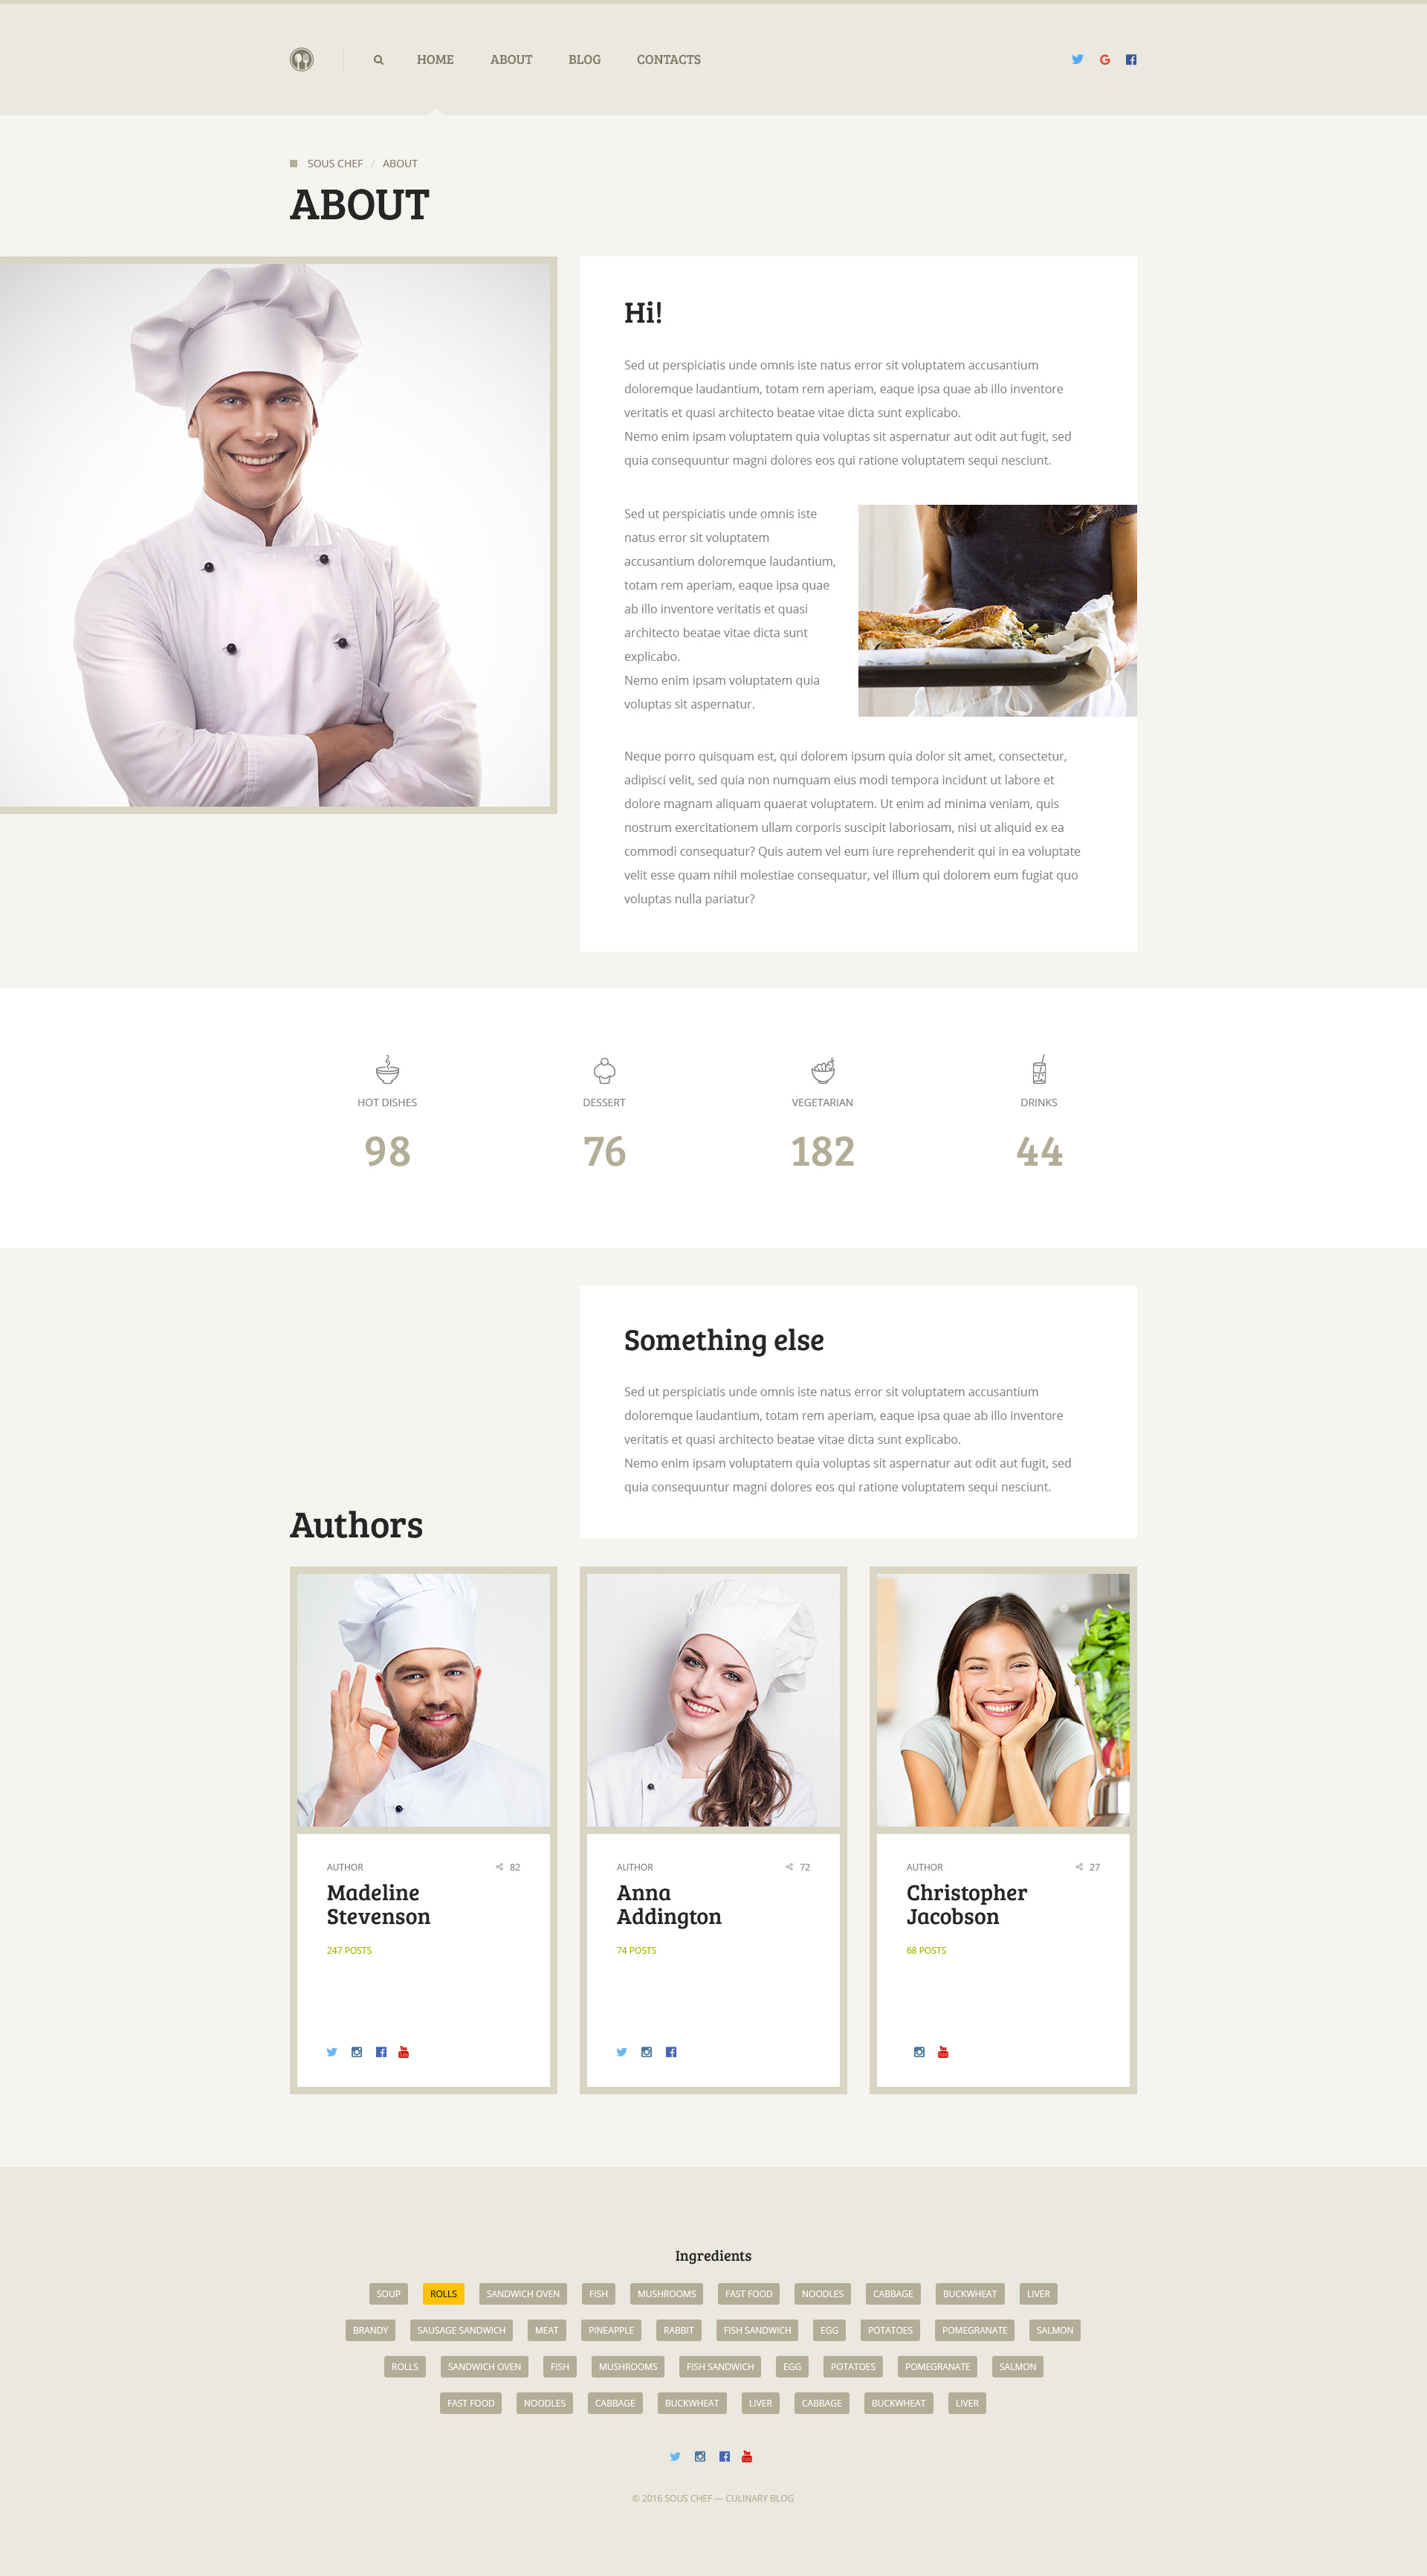 HOME ABOUT BLOG CONTACTS
SOUS CHEF / ABOUT
ABOUT
Hi!
Sed ut perspiciatis unde omnis iste natus error sit voluptatem accusantium
doloremque laudantium, totam rem aperiam, eaque ipsa quae ab illo inventore
veritatis et quasi architecto beatae vitae dicta sunt explicabo.
Nemo enim ipsam voluptatem quia voluptas sit aspernatur aut odit aut fugit, sed
quia consequuntur magni dolores eos qui ratione voluptatem sequi nesciunt.
Sed ut perspiciatis unde omnis iste
natus error sit voluptatem
accusantium doloremque laudantium,
totam rem aperiam, eaque ipsa quae
ab illo inventore veritatis et quasi
architecto beatae vitae dicta sunt
explicabo.
Nemo enim ipsam voluptatem quia
voluptas sit aspernatur.
Neque porro quisquam est, qui dolorem ipsum quia dolor sit amet, consectetur,
adipisci velit, sed quia non numquam eius modi tempora incidunt ut labore et
dolore magnam aliquam quaerat voluptatem. Ut enim ad minima veniam, quis
nostrum exercitationem ullam corporis suscipit laboriosam, nisi ut aliquid ex ea
commodi consequatur? Quis autem vel eum iure reprehenderit qui in ea voluptate
velit esse quam nihil molestiae consequatur, vel illum qui dolorem eum fugiat quo
voluptas nulla pariatur?
HOT DISHES
98
DESSERT
76
VEGETARIAN
182
DRINKS
44
Something else
Sed ut perspiciatis unde omnis iste natus error sit voluptatem accusantium
doloremque laudantium, totam rem aperiam, eaque ipsa quae ab illo inventore
veritatis et quasi architecto beatae vitae dicta sunt explicabo.
Nemo enim ipsam voluptatem quia voluptas sit aspernatur aut odit aut fugit, sed
quia consequuntur magni dolores eos qui ratione voluptatem sequi nesciunt.
Authors
AUTHOR 82
Madeline
Stevenson
247 POSTS
AUTHOR 72
Anna
Addington
74 POSTS
AUTHOR 27
Christopher
Jacobson
68 POSTS
Ingredients
SOUP ROLLS SANDWICH OVEN FISH MUSHROOMS FAST FOOD NOODLES CABBAGE BUCKWHEAT LIVER
BRANDY SAUSAGE SANDWICH MEAT PINEAPPLE RABBIT FISH SANDWICH EGG POTATOES POMEGRANATE SALMON
ROLLS SANDWICH OVEN FISH MUSHROOMS FISH SANDWICH EGG POTATOES POMEGRANATE SALMON
FAST FOOD NOODLES CABBAGE BUCKWHEAT LIVER CABBAGE BUCKWHEAT LIVER
© 2016 SOUS CHEF — CULINARY BLOG